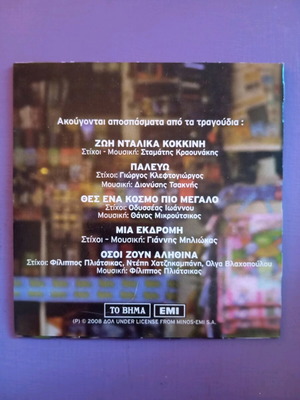 Ακούγονται αποσπάσματα από τα τραγούδια :
ΖΩΗ ΝΤΑΛΙΚΑ ΚΟΚΚΙΝΗ
Στίχοι - Μουσική: Σταμάτης Κραουνάκης
ΠΑΛΕΥΩ
Στίχοι: Γιώργος Κλεφτογιώργος
Μουσική: Διονύσης Τσακνής
ΘΕΣ ΕΝΑ ΚΟΣΜΟ ΠΙΟ ΜΕΓΑΛΟ
Στίχοι: Οδυσσέας Ιωάννου
Μουσική: Θάνος Μικρούτσικος
ΜΙΑ ΕΚΔΡΟΜΗ
Στίχοι - Μουσική: Γιάννης Μηλιώκας
ΟΣΟΙ ΖΟΥΝ ΑΛΗΘΙΝΑ
Στίχοι: Φίλιππος Πλιάτσικας, Ντέπη Χατζηκαμπάνη, Όλγα Βλαχοπούλου
Μουσική: Φίλιππος Πλιάτσικας
ΤΟ ΒΗΜΑ EMI
(P) © 2008 ΔΟΛ UNDER LICENSE FROM MINOS-EMI S.A.